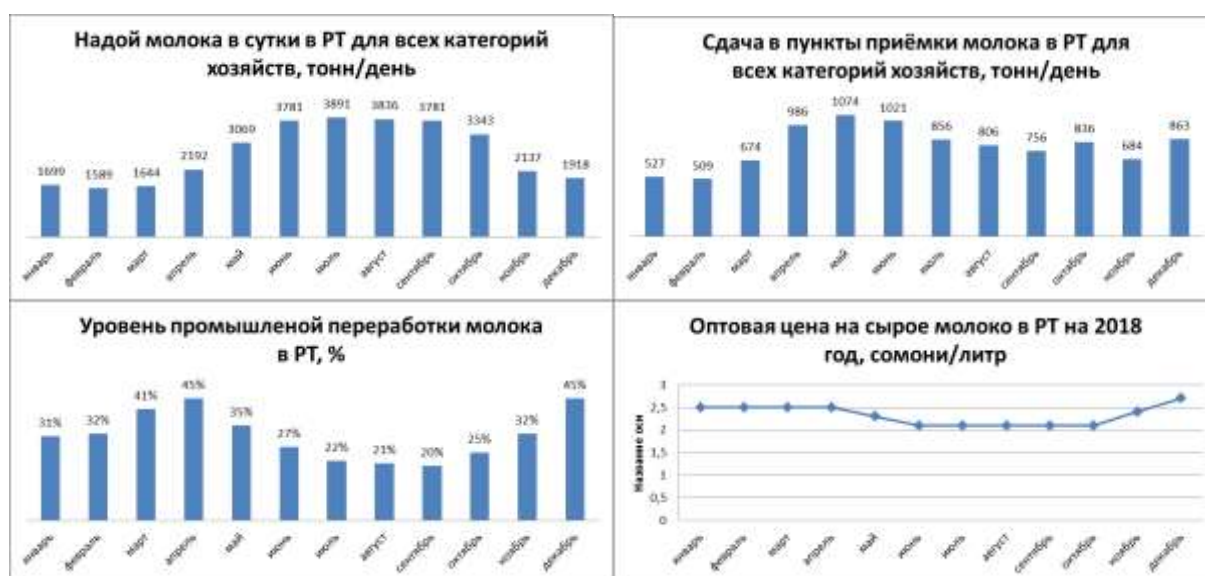 Надой молока в сутки в РТ для всех категорий
хозяйств, тонн/день
1699 1589 1644 2192 3069 3781 3891 3836 3781 3343 2137 1918
январь февраль март апрель май июнь июль август сентябрь октябрь ноябрь декабрь
Сдача в пункты приёмки молока в РТ для
всех категорий хозяйств, тонн/день
527 509 674 986 1074 1021 856 806 756 836 684 863
январь февраль март апрель май июнь июль август сентябрь октябрь ноябрь декабрь
Уровень промышленой переработки молока
в РТ, %
31% 32% 41% 45% 35% 27% 22% 21% 20% 25% 32% 45%
январь февраль март апрель май июнь июль август сентябрь октябрь ноябрь декабрь
Оптовая цена на сырое молоко в РТ на 2018
год, сомони/литр
Название оси
3
2,5
2
1,5
1
0,5
0
январь февраль март апрель май июнь июль август сентябрь октябрь ноябрь декабрь